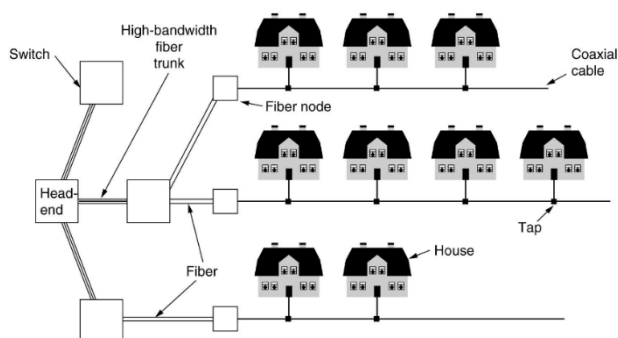 High-bandwidth
fiber
trunk
Switch
Coaxial
cable
Fiber node
Head-
end
Tap
Fiber
House